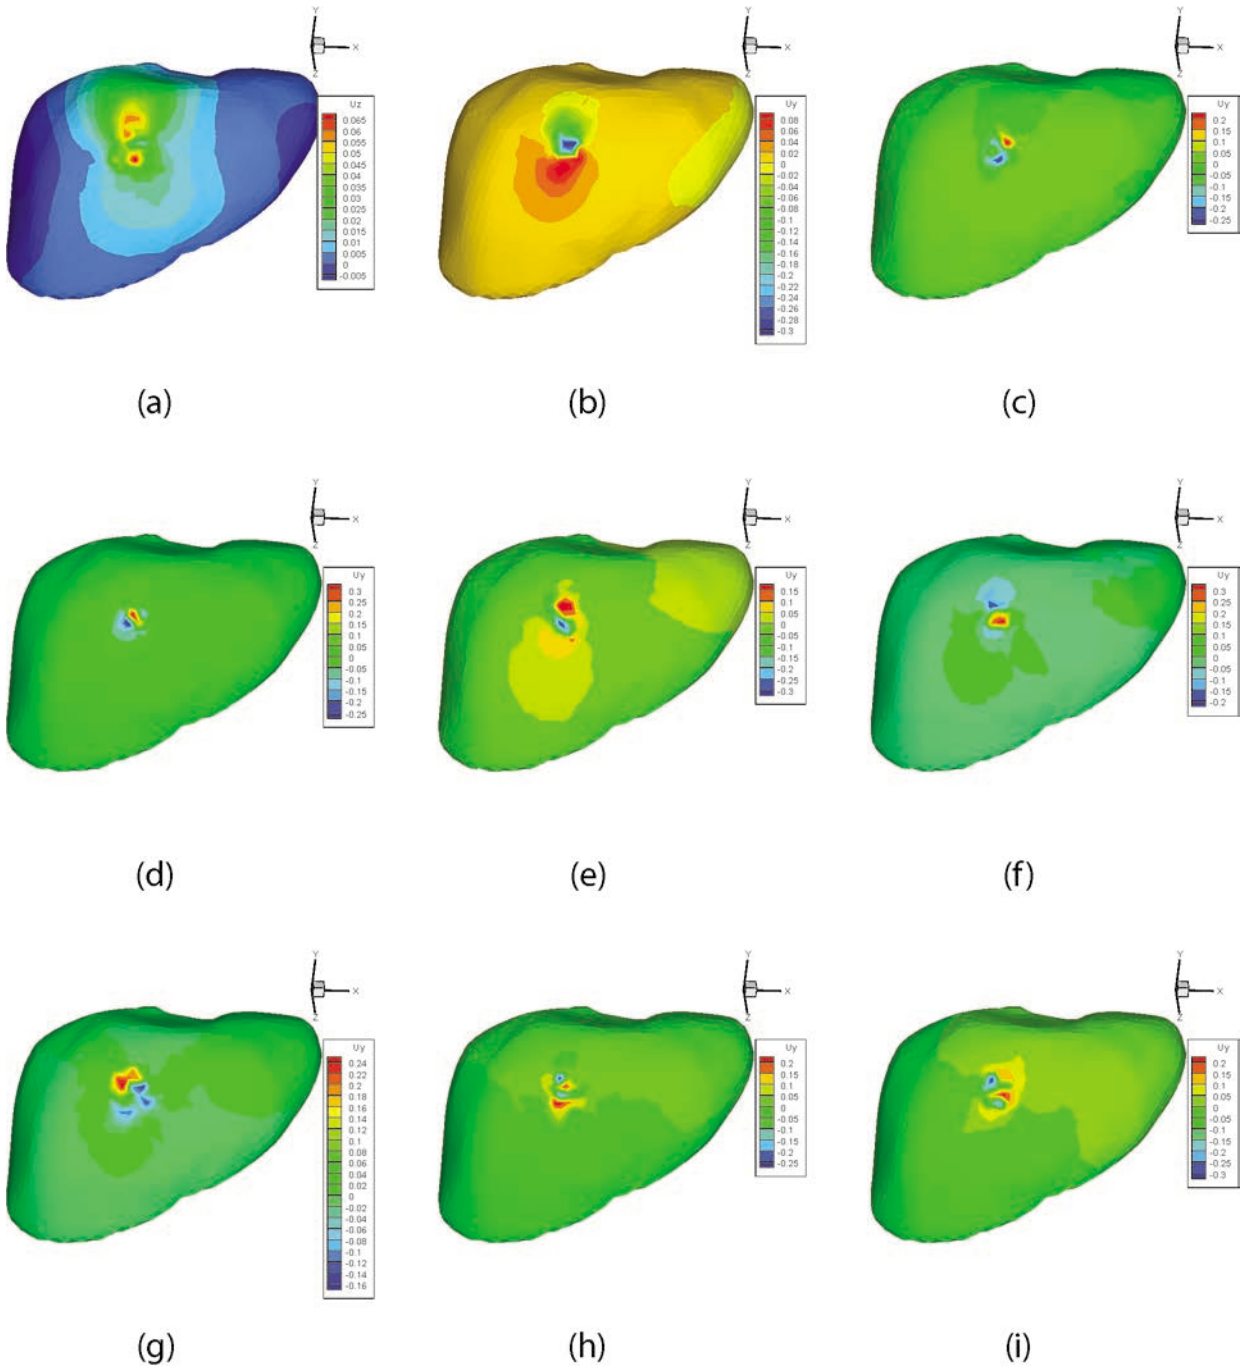 Y
X
Z
Uz
0.065
0.06
0.055
0.05
0.045
0.04
0.035
0.03
0.025
0.02
0.015
0.01
0.005
0
-0.005
(a)
Y
X
Z
Uy
0.08
0.06
0.04
0.02
0
-0.02
-0.04
-0.06
-0.08
-0.1
-0.12
-0.14
-0.16
-0.18
-0.2
-0.22
-0.24
-0.26
-0.28
-0.3
(b)
Y
X
Z
Uy
0.2
0.15
0.1
0.05
0
-0.05
-0.1
-0.15
-0.2
-0.25
(c)
Y
X
Z
Uy
0.3
0.25
0.2
0.15
0.1
0.05
0
-0.05
-0.1
-0.15
-0.2
-0.25
(d)
Y
X
Z
Uy
0.15
0.1
0.05
0
-0.05
-0.1
-0.15
-0.2
-0.25
-0.3
(e)
Y
X
Z
Uy
0.3
0.25
0.2
0.15
0.1
0.05
0
-0.05
-0.1
-0.15
-0.2
(f)
Y
X
Z
Uy
0.24
0.22
0.2
0.18
0.16
0.14
0.12
0.1
0.08
0.06
0.04
0.02
0
-0.02
-0.04
-0.06
-0.08
-0.1
-0.12
-0.14
-0.16
(g)
Y
X
Z
Uy
0.2
0.15
0.1
0.05
0
-0.05
-0.1
-0.15
-0.2
-0.25
(h)
Y
X
Z
Uy
0.2
0.15
0.1
0.05
0
-0.05
-0.1
-0.15
-0.2
-0.25
-0.3
(i)